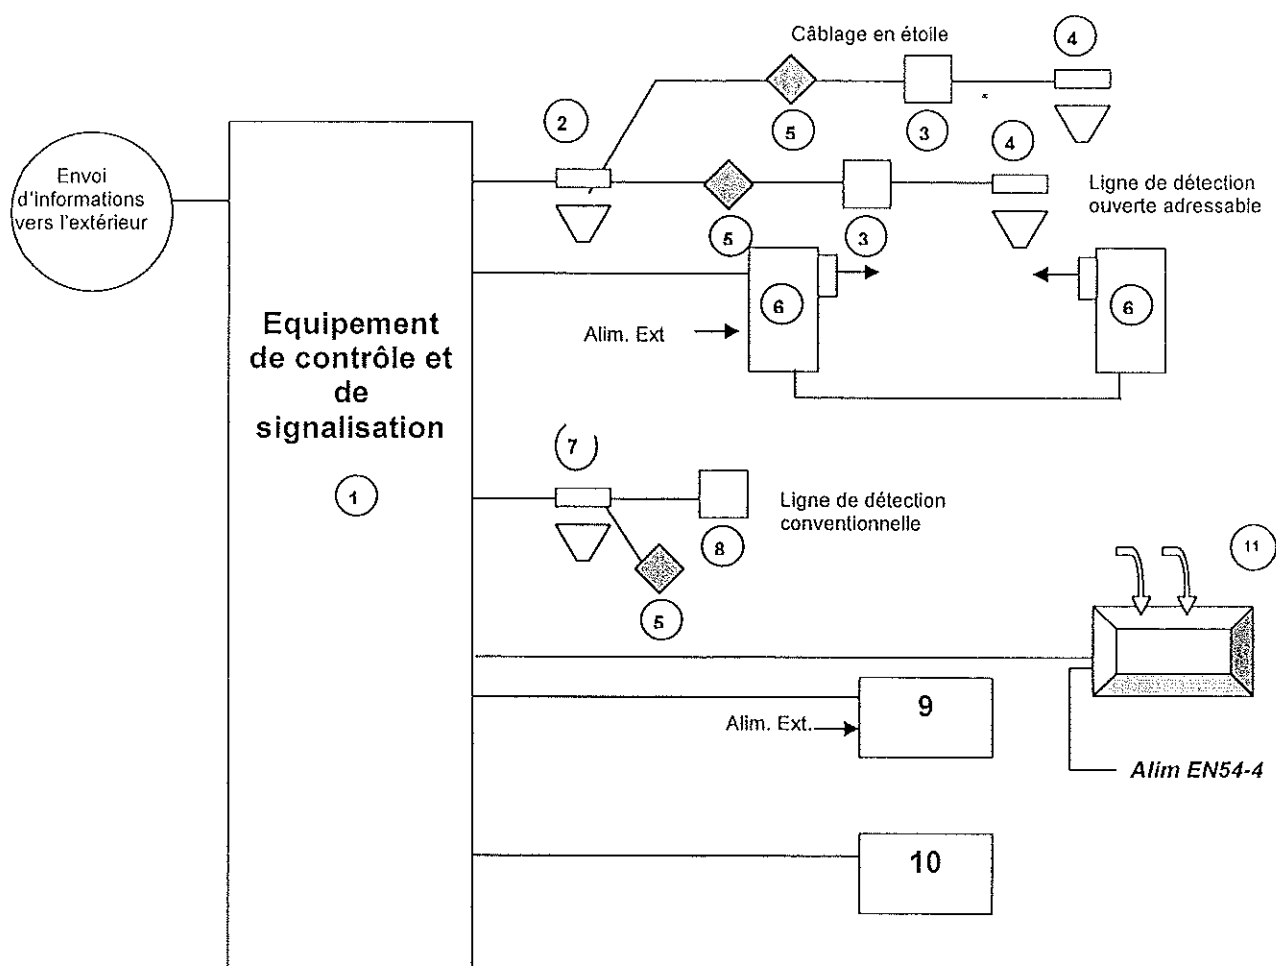 Câblage en étoile
4
2
5
3
4
Envoi
d'informations
vers l'extérieur
Ligne de détection
ouverte adressable
5
3
6
6
Equipement
de contrôle et
de
signalisation
Alim. Ext
7
1
Ligne de détection
conventionnelle
8
11
5
9
Alim. Ext.
Alim EN54-4
10